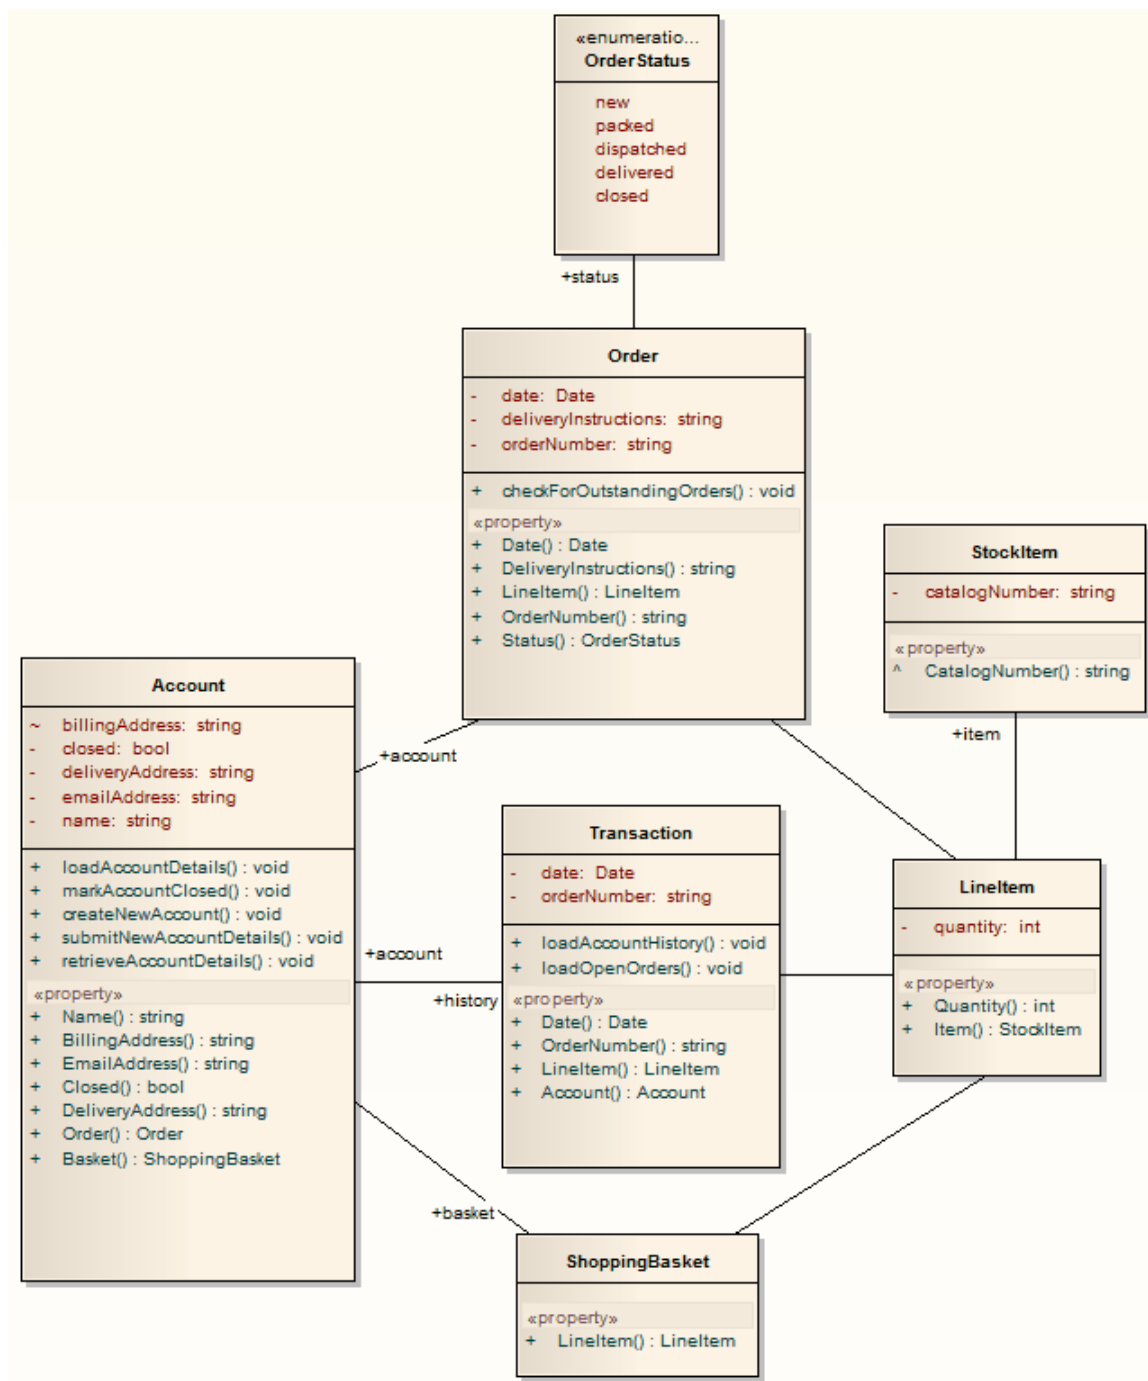 «enumeratio...
OrderStatus
new
packed
dispatched
delivered
closed
+status
Order
- date: Date
- deliveryInstructions: string
- orderNumber: string
+ checkForOutstandingOrders() : void
«property»
+ Date() : Date
+ DeliveryInstructions() : string
+ LineItem() : LineItem
+ OrderNumber() : string
+ Status() : OrderStatus
StockItem
- catalogNumber: string
«property»
^ CatalogNumber() : string
+item
Account
~ billingAddress: string
- closed: bool
- deliveryAddress: string
- emailAddress: string
- name: string
+ loadAccountDetails() : void
+ markAccountClosed() : void
+ createNewAccount() : void
+ submitNewAccountDetails() : void
+ retrieveAccountDetails() : void
«property»
+ Name() : string
+ BillingAddress() : string
+ EmailAddress() : string
+ Closed() : bool
+ DeliveryAddress() : string
+ Order() : Order
+ Basket() : ShoppingBasket
+account
+account
+history
+basket
Transaction
- date: Date
- orderNumber: string
+ loadAccountHistory() : void
+ loadOpenOrders() : void
«property»
+ Date() : Date
+ OrderNumber() : string
+ LineItem() : LineItem
+ Account() : Account
LineItem
- quantity: int
«property»
+ Quantity() : int
+ Item() : StockItem
ShoppingBasket
«property»
+ LineItem() : LineItem